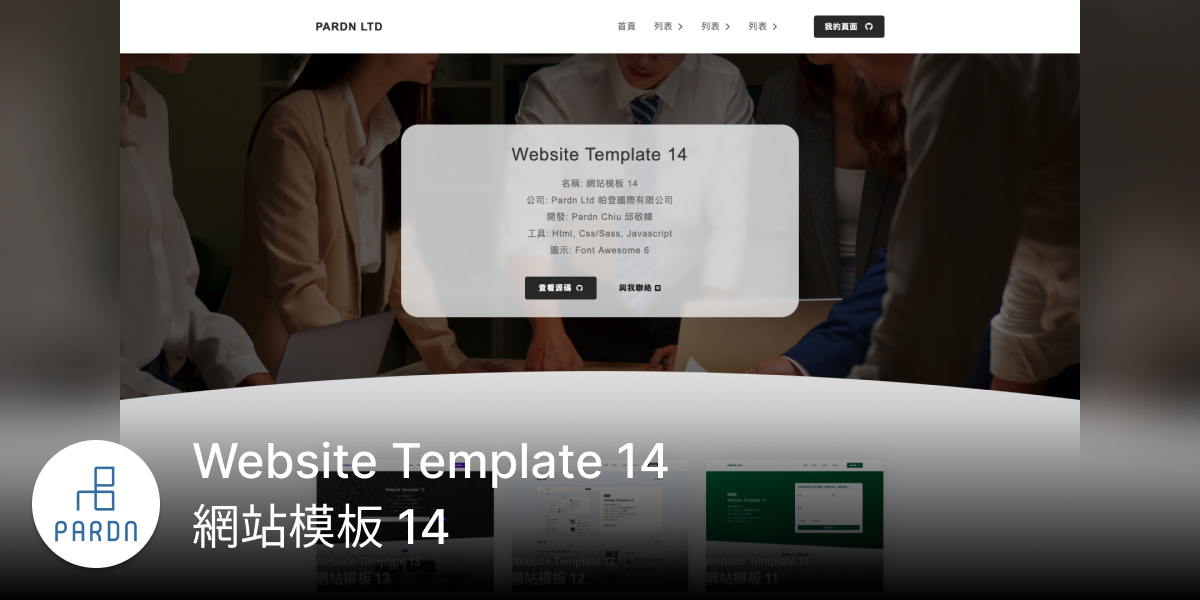 PARDN LTD
首頁 列表 列表 列表 我的頁面
Website Template 14
名稱: 網站模板 14
公司: Pardn Ltd 帕登國際有限公司
開發: Pardn Chiu 邱敬幃
工具: Html, Css/Sass, Javascript
圖示: Font Awesome 6
查看源碼 與我聯絡
Website Template 14
網站模板 14
PARDN
Website Template 13
網站模板 13
Website Template 12
網站模板 12
Website Template 11
網站模板 11